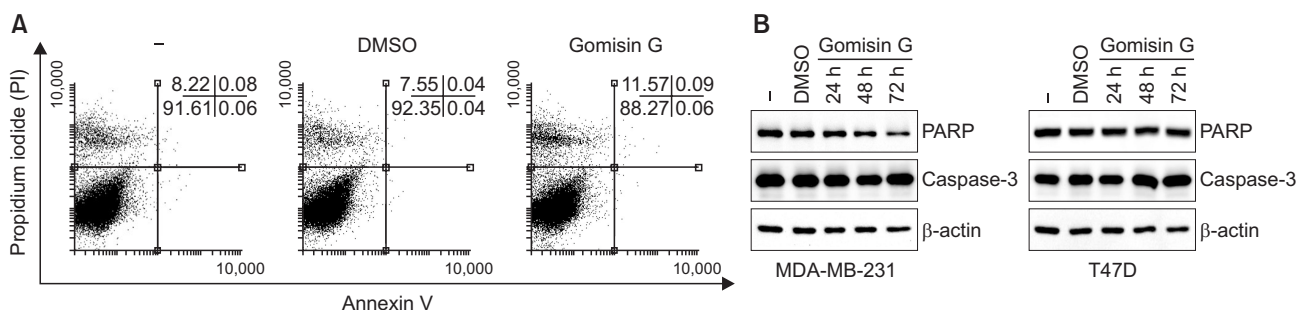 A
–
DMSO
Gomisin G
Propidium iodide (PI)
10,000
8.22 0.08
91.61 0.06
10,000
10,000
7.55 0.04
92.35 0.04
10,000
10,000
11.57 0.09
88.27 0.06
10,000
Annexin V
B
Gomisin G
– DMSO 24 h 48 h 72 h
PARP
Caspase-3
β-actin
MDA-MB-231
Gomisin G
– DMSO 24 h 48 h 72 h
PARP
Caspase-3
β-actin
T47D